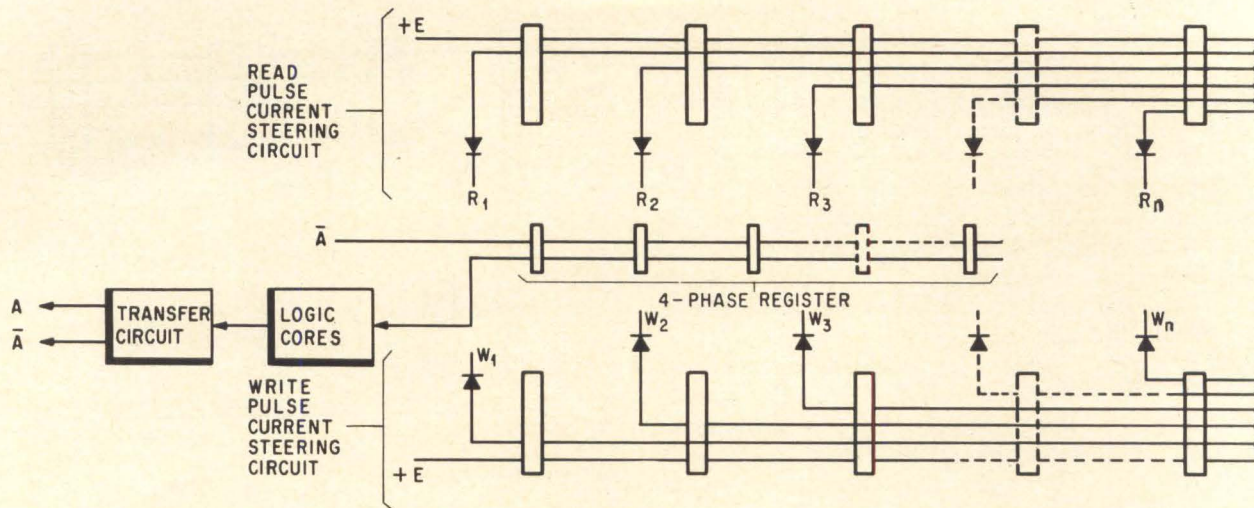 +E
READ
PULSE
CURRENT
STEERING
CIRCUIT
R1 R2 R3 Rn
Ā
4-PHASE REGISTER
A
Ā
TRANSFER
CIRCUIT
LOGIC
CORES
W1 W2 W3 Wn
WRITE
PULSE
CURRENT
STEERING
CIRCUIT
+E